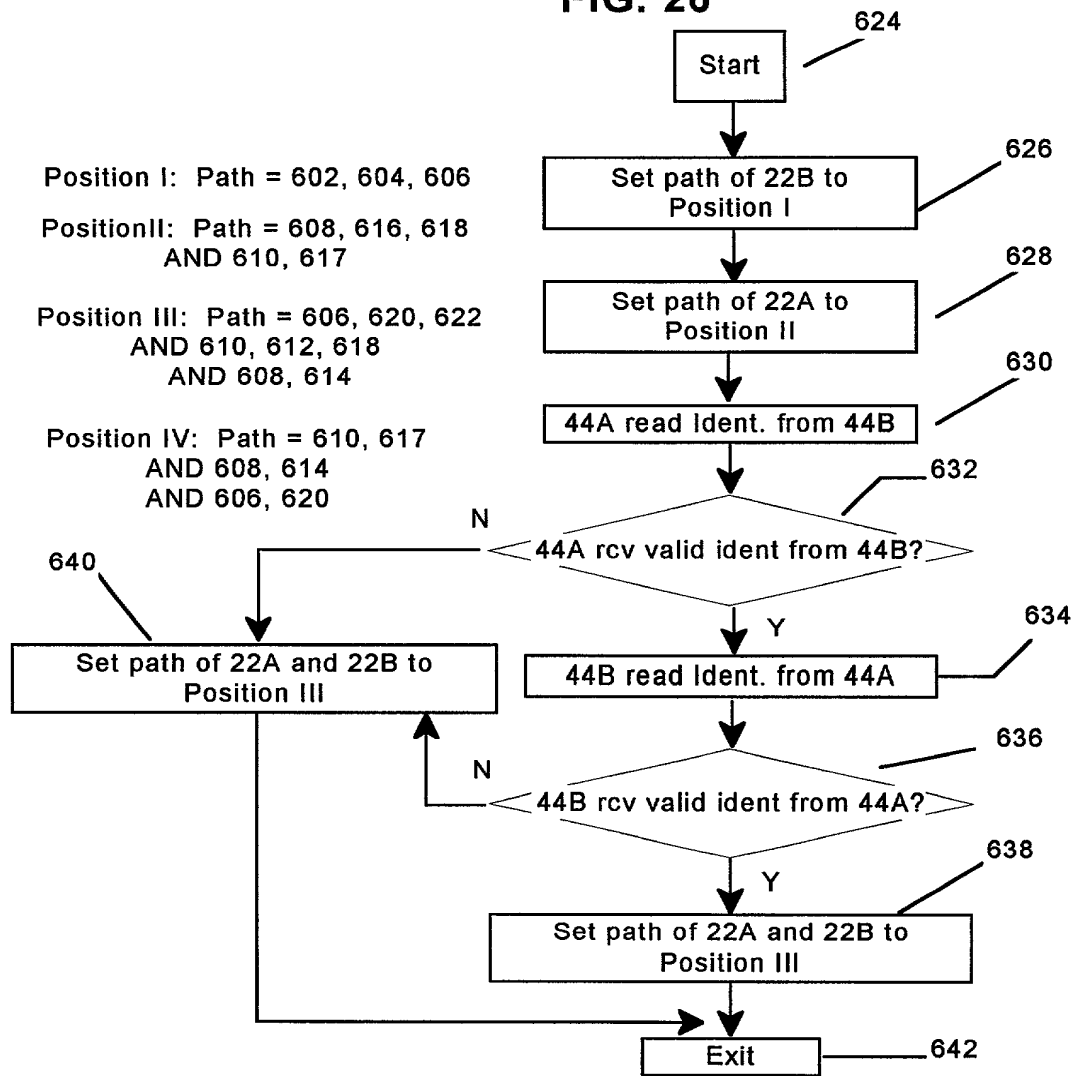 624
Start
Position I: Path = 602, 604, 606
PositionII: Path = 608, 616, 618
AND 610, 617
Position III: Path = 606, 620, 622
AND 610, 612, 618
AND 608, 614
Position IV: Path = 610, 617
AND 608, 614
AND 606, 620
626
Set path of 22B to
Position I
628
Set path of 22A to
Position II
630
44A read Ident. from 44B
632
44A rcv valid ident from 44B?
N
Y
640
Set path of 22A and 22B to
Position III
634
44B read Ident. from 44A
636
44B rcv valid ident from 44A?
N
Y
638
Set path of 22A and 22B to
Position III
Exit
642